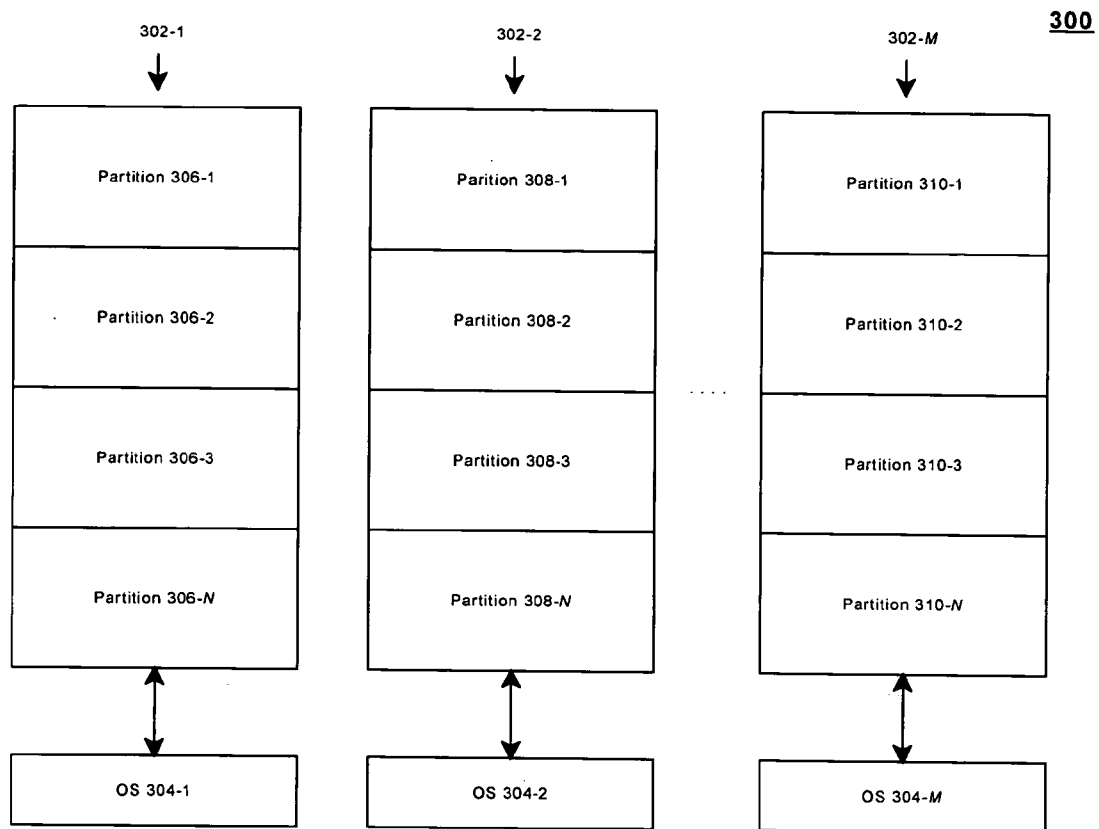 300
302-1
302-2
302-M
Partition 306-1
Parition 308-1
Partition 310-1
Partition 306-2
Partition 308-2
Partition 310-2
. . . .
Partition 306-3
Partition 308-3
Partition 310-3
Partition 306-N
Partition 308-N
Partition 310-N
OS 304-1
OS 304-2
OS 304-M